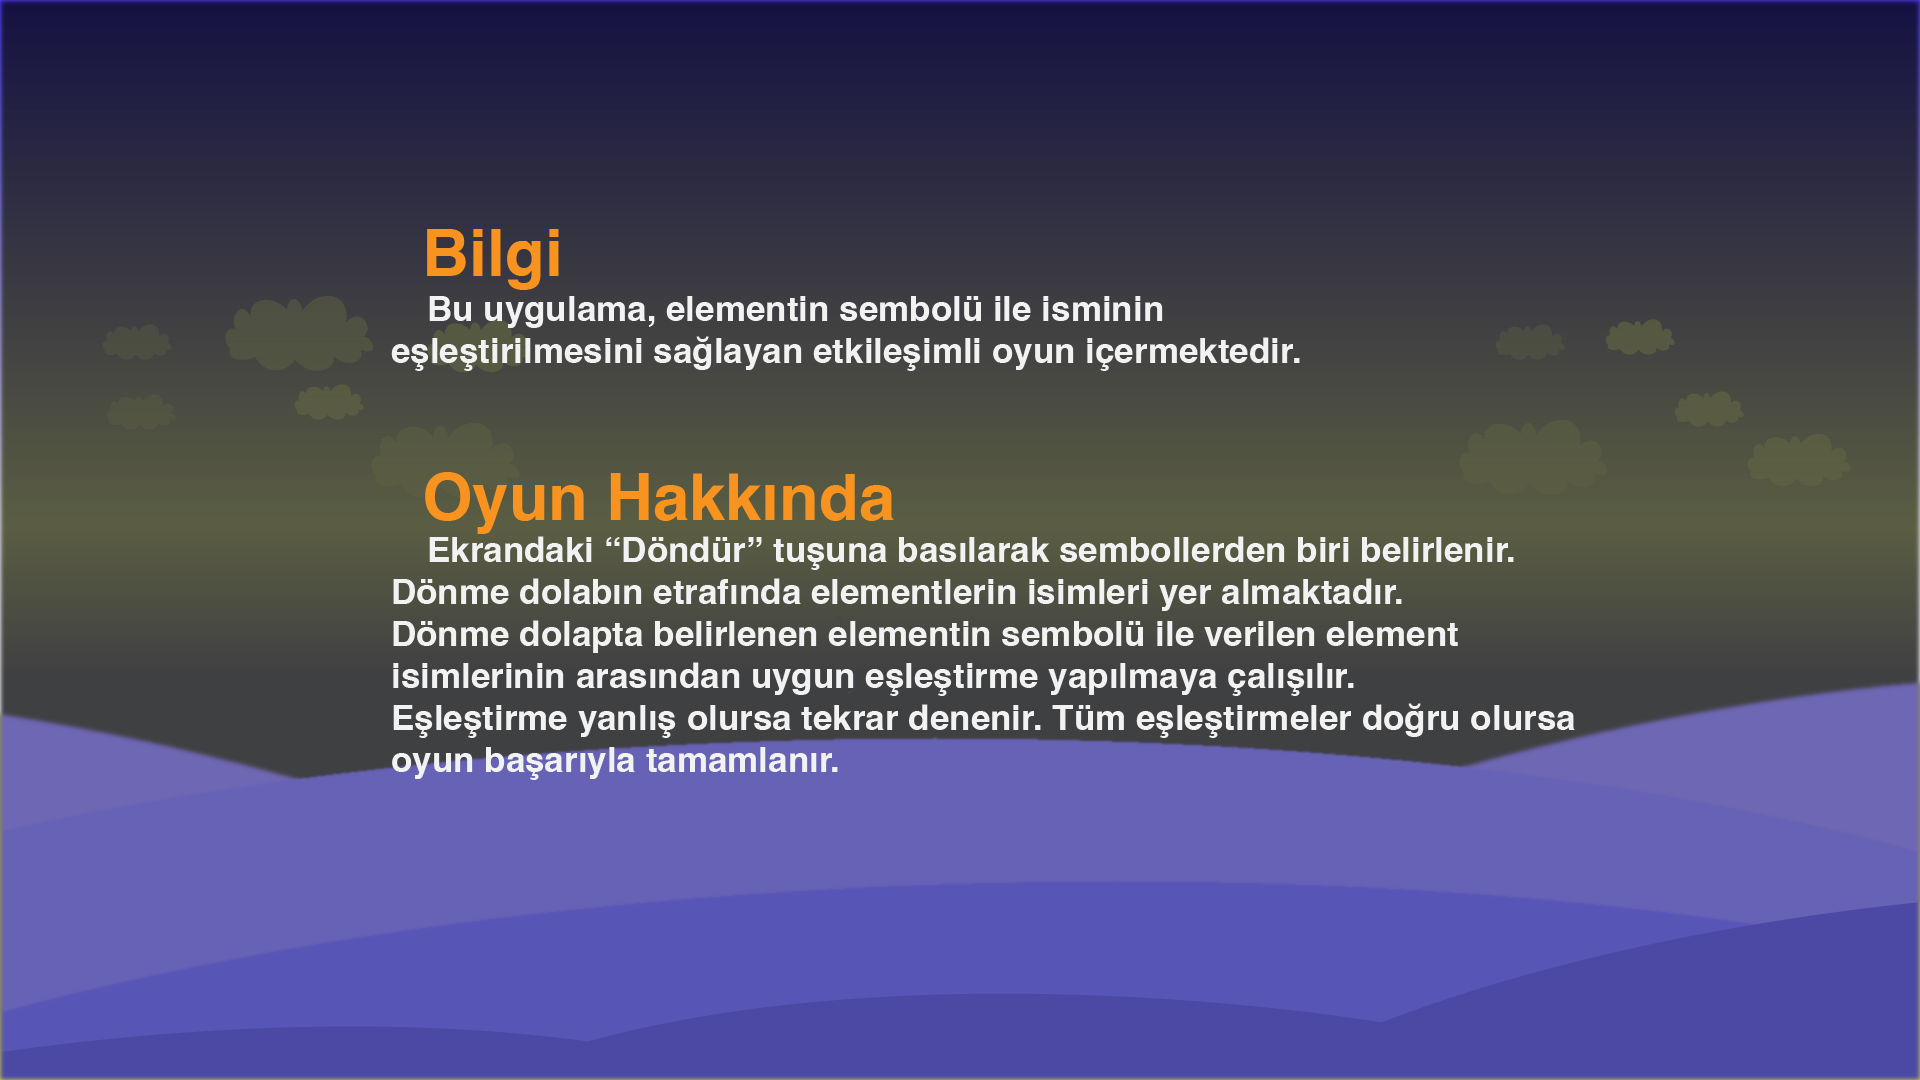 Bilgi
Bu uygulama, elementin sembolü ile isminin
eşleştirilmesini sağlayan etkileşimli oyun içermektedir.
Oyun Hakkında
Ekrandaki “Döndür” tuşuna basılarak sembollerden biri belirlenir.
Dönme dolabın etrafında elementlerin isimleri yer almaktadır.
Dönme dolapta belirlenen elementin sembolü ile verilen element
isimlerinin arasından uygun eşleştirme yapılmaya çalışılır.
Eşleştirme yanlış olursa tekrar denenir. Tüm eşleştirmeler doğru olursa
oyun başarıyla tamamlanır.